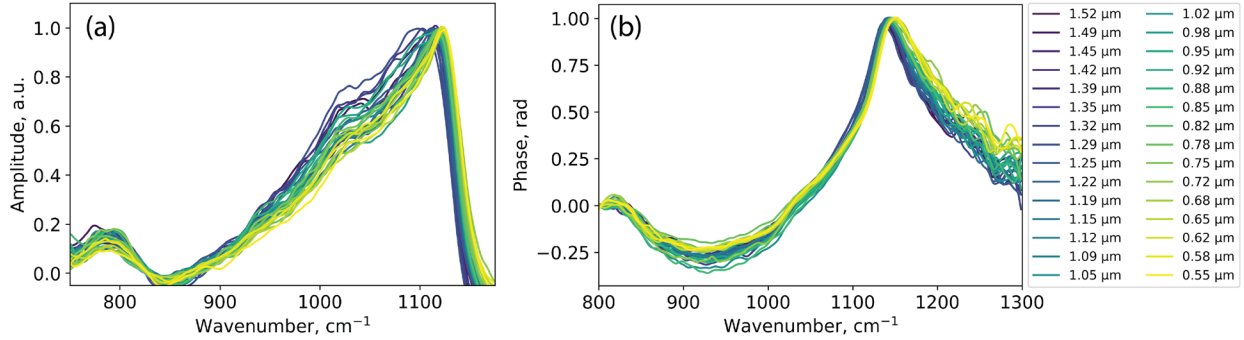 (a)
1.0
0.8
0.6
0.4
0.2
0.0
Amplitude, a.u.
800 900 1000 1100
Wavenumber, cm⁻¹
(b)
1.00
0.75
0.50
0.25
0.00
−0.25
Phase, rad
800 900 1000 1100 1200 1300
Wavenumber, cm⁻¹
1.52 μm 1.02 μm
1.49 μm 0.98 μm
1.45 μm 0.95 μm
1.42 μm 0.92 μm
1.39 μm 0.88 μm
1.35 μm 0.85 μm
1.32 μm 0.82 μm
1.29 μm 0.78 μm
1.25 μm 0.75 μm
1.22 μm 0.72 μm
1.19 μm 0.68 μm
1.15 μm 0.65 μm
1.12 μm 0.62 μm
1.09 μm 0.58 μm
1.05 μm 0.55 μm